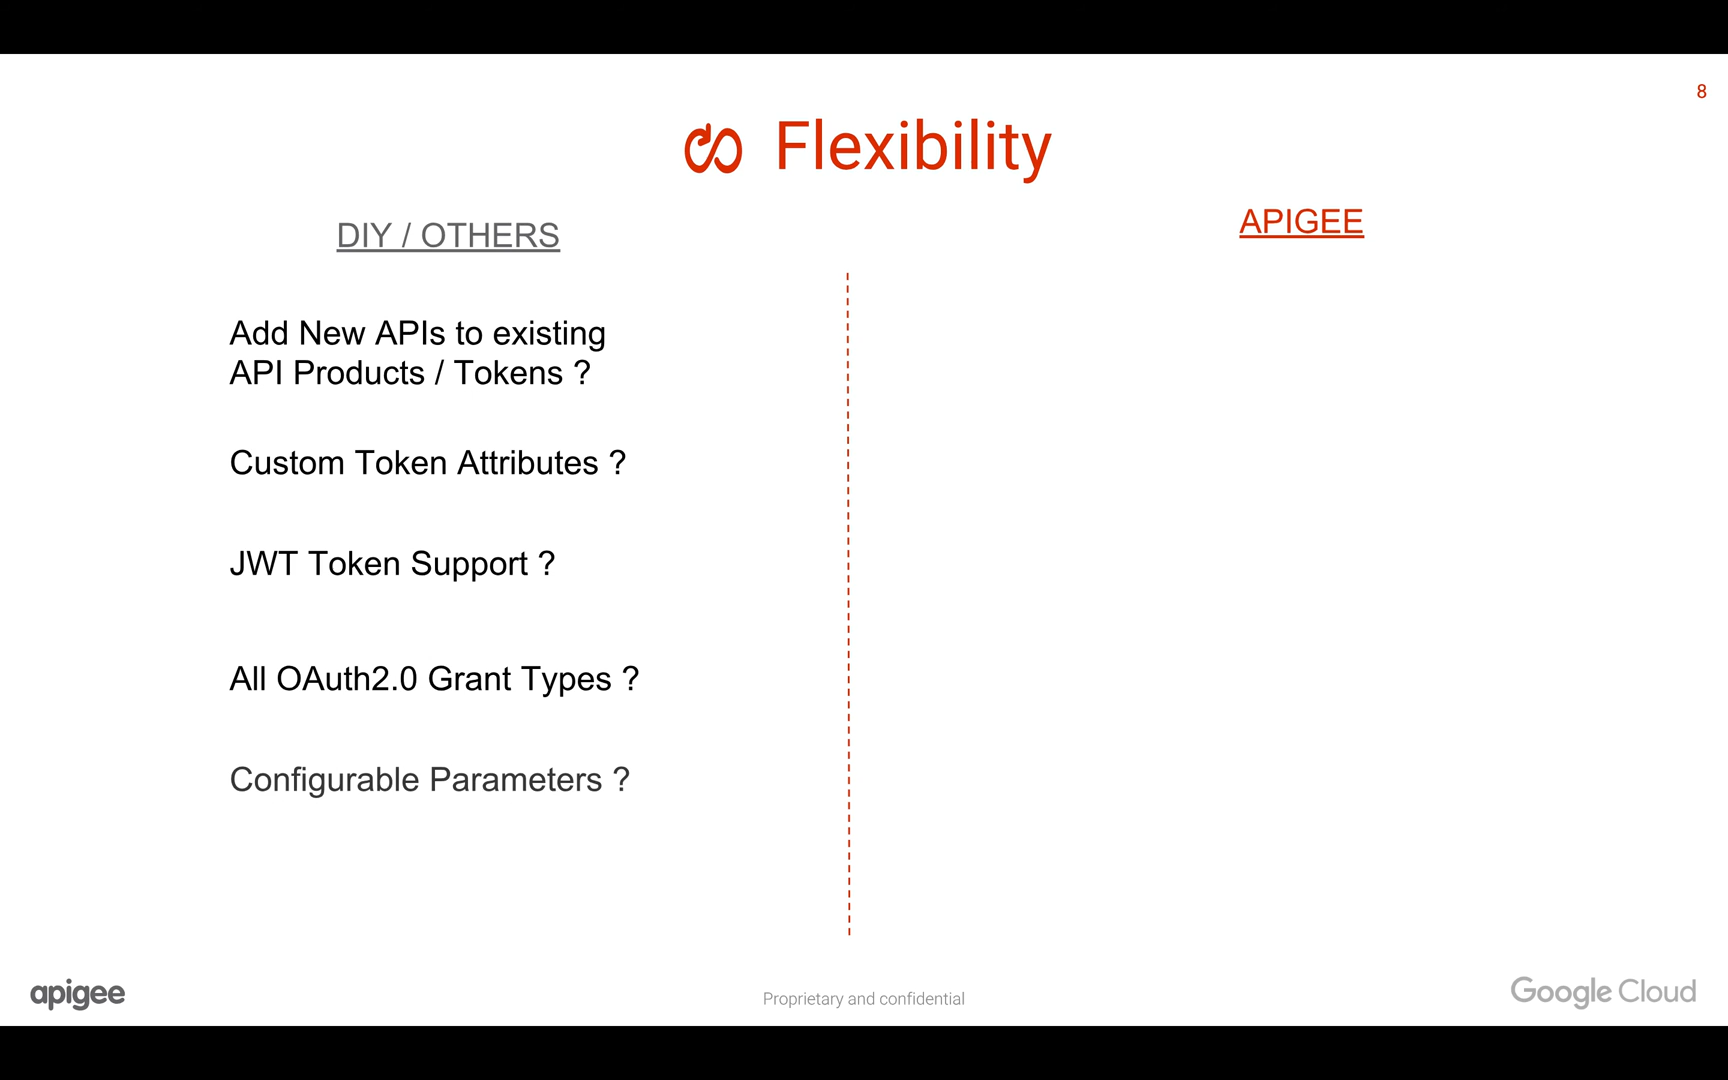 8
Flexibility
DIY / OTHERS
APIGEE
Add New APIs to existing
API Products / Tokens ?
Custom Token Attributes ?
JWT Token Support ?
All OAuth2.0 Grant Types ?
Configurable Parameters ?
apigee
Proprietary and confidential
Google Cloud